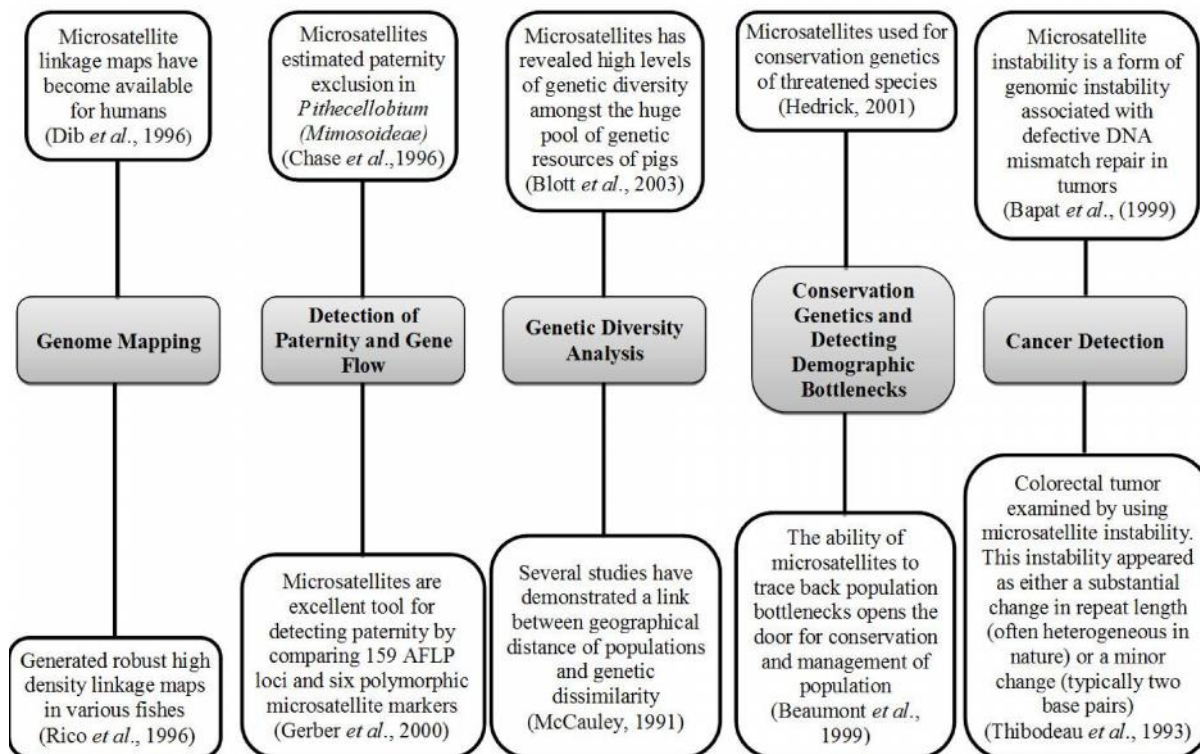 Microsatellite
linkage maps have
become available
for humans
(Dib et al., 1996)
Microsatellites
estimated paternity
exclusion in
Pithecellobium
(Mimosoideae)
(Chase et al.,1996)
Microsatellites has
revealed high levels
of genetic diversity
amongst the huge
pool of genetic
resources of pigs
(Blott et al., 2003)
Microsatellites used for
conservation genetics
of threatened species
(Hedrick, 2001)
Microsatellite
instability is a form of
genomic instability
associated with
defective DNA
mismatch repair in
tumors
(Bapat et al., (1999)
Genome Mapping
Detection of
Paternity and Gene
Flow
Genetic Diversity
Analysis
Conservation
Genetics and
Detecting
Demographic
Bottlenecks
Cancer Detection
Generated robust high
density linkage maps
in various fishes
(Rico et al., 1996)
Microsatellites are
excellent tool for
detecting paternity by
comparing 159 AFLP
loci and six polymorphic
microsatellite markers
(Gerber et al., 2000)
Several studies have
demonstrated a link
between geographical
distance of populations
and genetic
dissimilarity
(McCauley, 1991)
The ability of
microsatellites to
trace back population
bottlenecks opens the
door for conservation
and management of
population
(Beaumont et al.,
1999)
Colorectal tumor
examined by using
microsatellite instability.
This instability appeared
as either a substantial
change in repeat length
(often heterogeneous in
nature) or a minor
change (typically two
base pairs)
(Thibodeau et al., 1993)